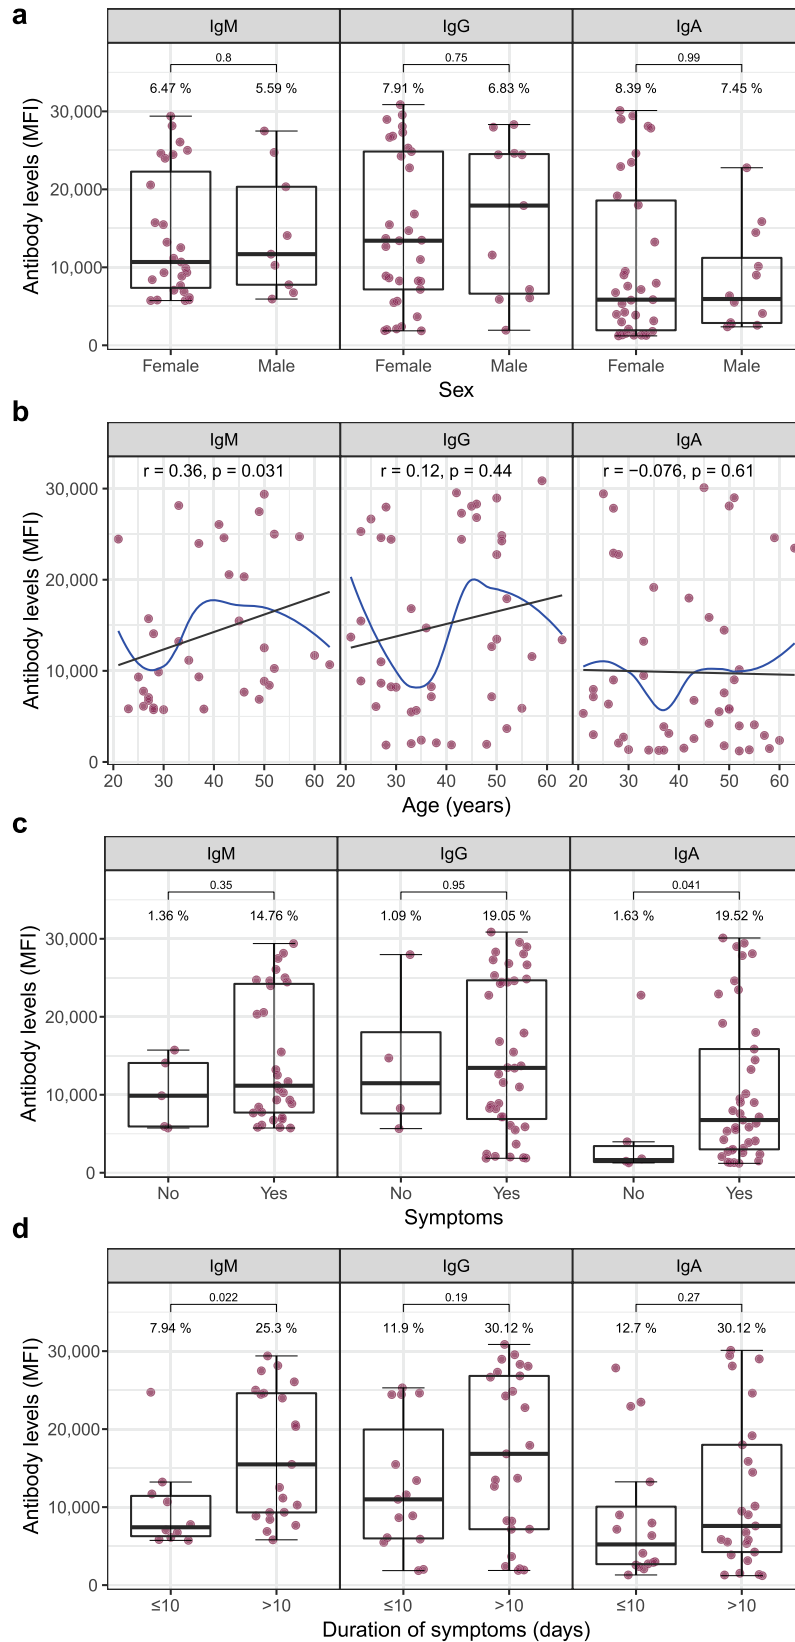 a
IgM IgG IgA
0.8 0.75 0.99
6.47 % 5.59 % 7.91 % 6.83 % 8.39 % 7.45 %
30,000
20,000
10,000
0
Antibody levels (MFI)
Female Male Female Male Female Male
Sex
b
IgM IgG IgA
r = 0.36, p = 0.031 r = 0.12, p = 0.44 r = −0.076, p = 0.61
30,000
20,000
10,000
0
Antibody levels (MFI)
20 30 40 50 60 20 30 40 50 60 20 30 40 50 60
Age (years)
c
IgM IgG IgA
0.35 0.95 0.041
1.36 % 14.76 % 1.09 % 19.05 % 1.63 % 19.52 %
30,000
20,000
10,000
0
Antibody levels (MFI)
No Yes No Yes No Yes
Symptoms
d
IgM IgG IgA
0.022 0.19 0.27
7.94 % 25.3 % 11.9 % 30.12 % 12.7 % 30.12 %
30,000
20,000
10,000
0
Antibody levels (MFI)
≤10 >10 ≤10 >10 ≤10 >10
Duration of symptoms (days)